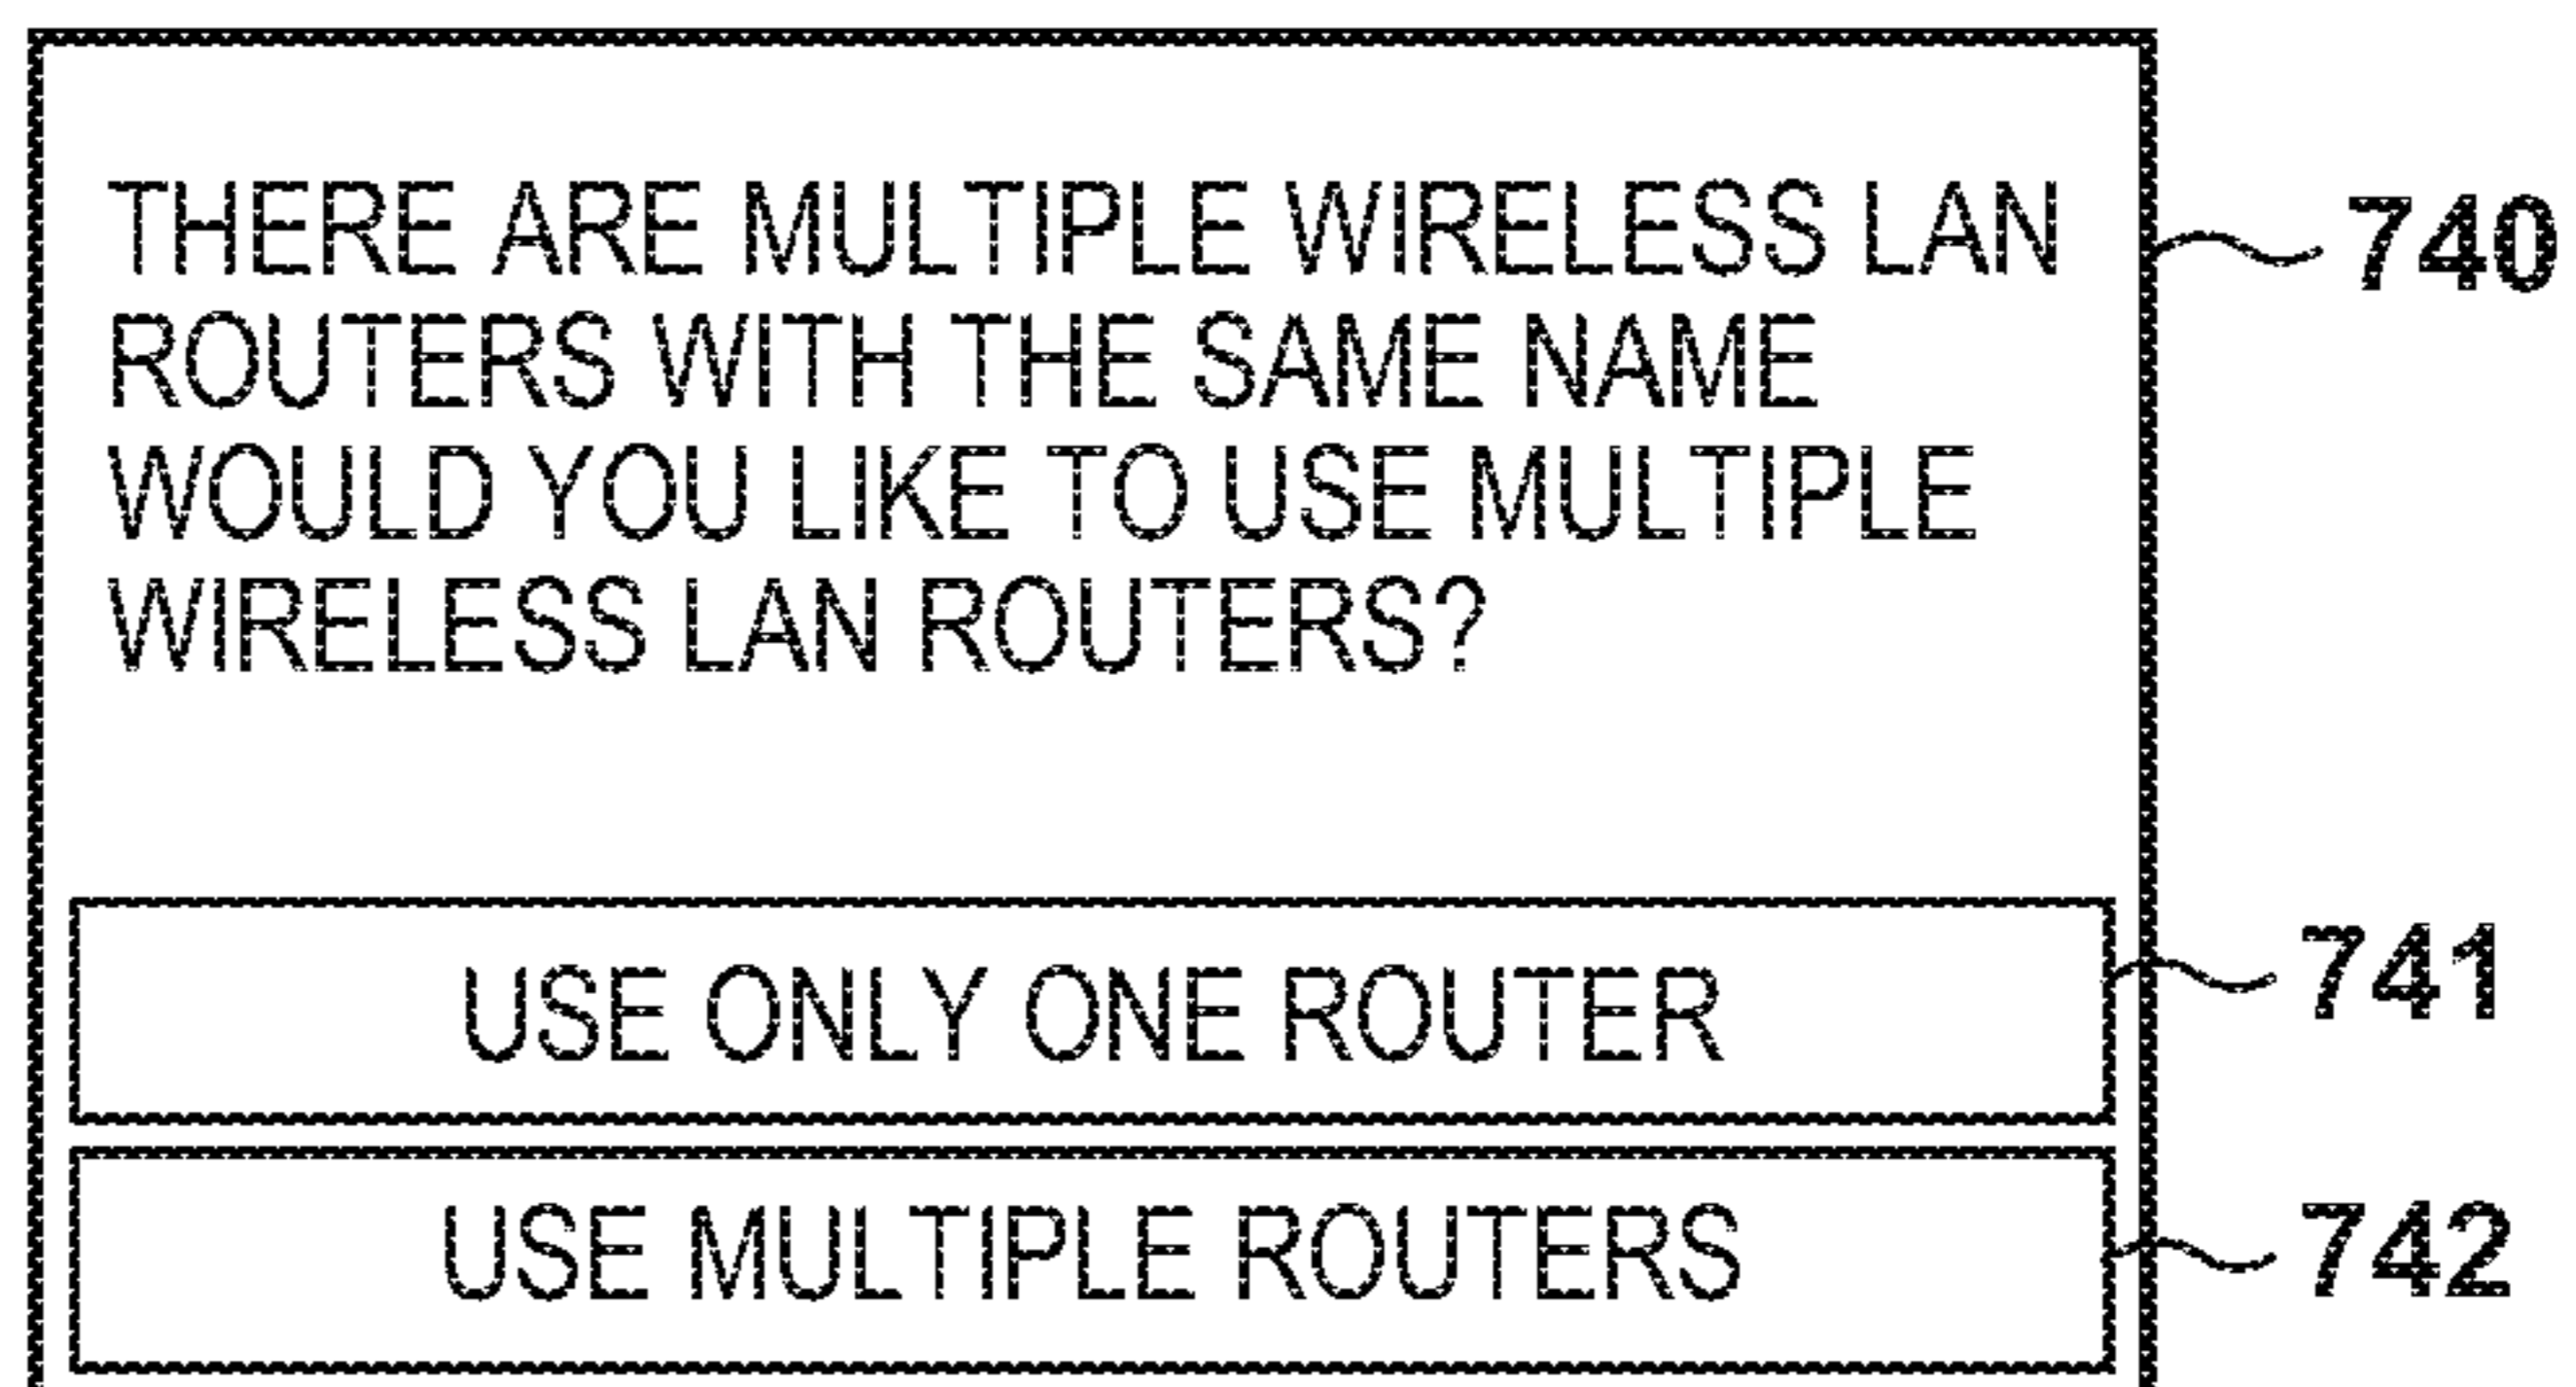 THERE ARE MULTIPLE WIRELESS LAN
740
ROUTERS WITH THE SAME NAME
WOULD YOU LIKE TO USE MULTIPLE
WIRELESS LAN ROUTERS?
USE ONLY ONE ROUTER
741
USE MULTIPLE ROUTERS
742